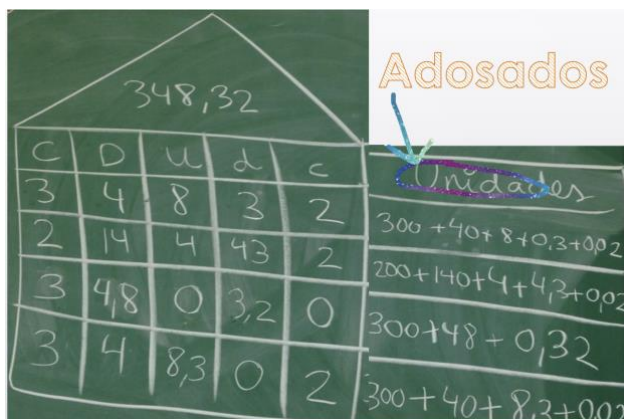 Adosados
348,32
C D U d c Unidades
3 4 8 3 2 300+40+8+0,3+0,02
2 14 4 43 2 200+140+4+4,3+0,02
3 4,8 0 3,2 0 300+48+0,32
3 4 8,3 0 2 300+40+8,3+0,02